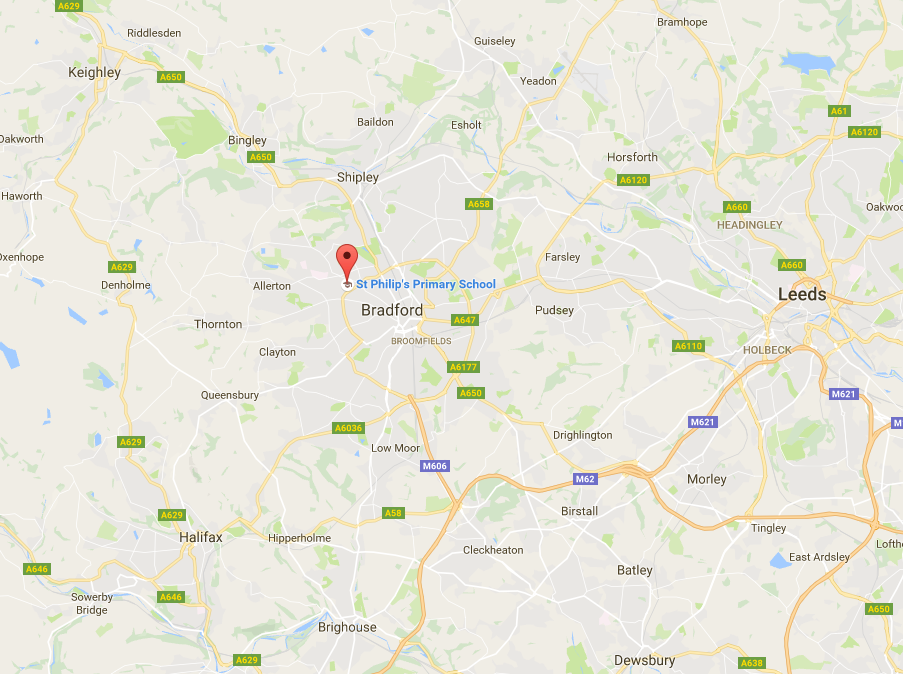 A629
Riddlesden
Bramhope
Guiseley
Keighley
A650
Yeadon
A61
Baildon
Esholt
A6120
Oakworth
Bingley
A650
Horsforth
Shipley
A6120
Haworth
A658
A660
Oakwoo
HEADINGLEY
Oxenhope
Farsley
A629
A660
Denholme
Allerton
St Philip's Primary School
Leeds
Bradford
Pudsey
Thornton
A647
BROOMFIELDS
A6110
HOLBECK
Clayton
A6177
Queensbury
A650
M621
M621
M
A6036
Drighlington
A629
Low Moor
M606
M62
Morley
A58
Birstall
A629
Tingley
Halifax
Hipperholme
Lofth
Cleckheaton
East Ardsley
A646
Batley
Sowerby
Bridge
A646
A650
Brighouse
A629
Dewsbury
A638